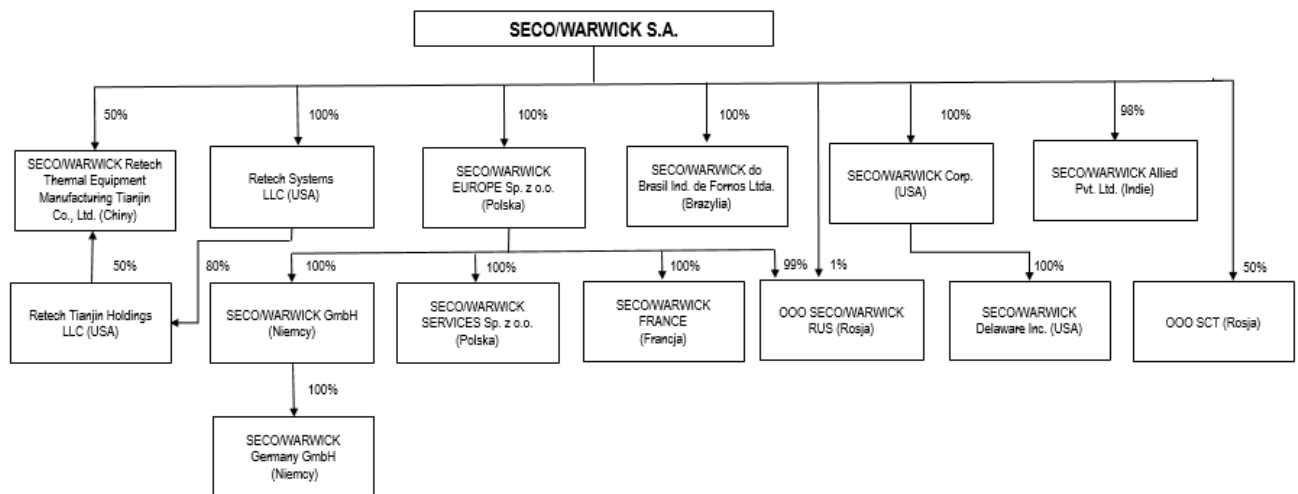 SECO/WARWICK S.A.
50%
100%
100%
100%
100%
98%
SECO/WARWICK Retech
Thermal Equipment
Manufacturing Tianjin
Co., Ltd. (Chiny)
Retech Systems
LLC (USA)
SECO/WARWICK
EUROPE Sp. z o.o.
(Polska)
SECO/WARWICK do
Brasil Ind. de Fornos Ltda.
(Brazylia)
SECO/WARWICK Corp.
(USA)
SECO/WARWICK Allied
Pvt. Ltd. (Indie)
50%
80%
100%
100%
100%
99%
1%
100%
50%
Retech Tianjin Holdings
LLC (USA)
SECO/WARWICK GmbH
(Niemcy)
SECO/WARWICK
SERVICES Sp. z o.o.
(Polska)
SECO/WARWICK
FRANCE
(Francja)
OOO SECO/WARWICK
RUS (Rosja)
SECO/WARWICK
Delaware Inc. (USA)
OOO SCT (Rosja)
100%
SECO/WARWICK
Germany GmbH
(Niemcy)